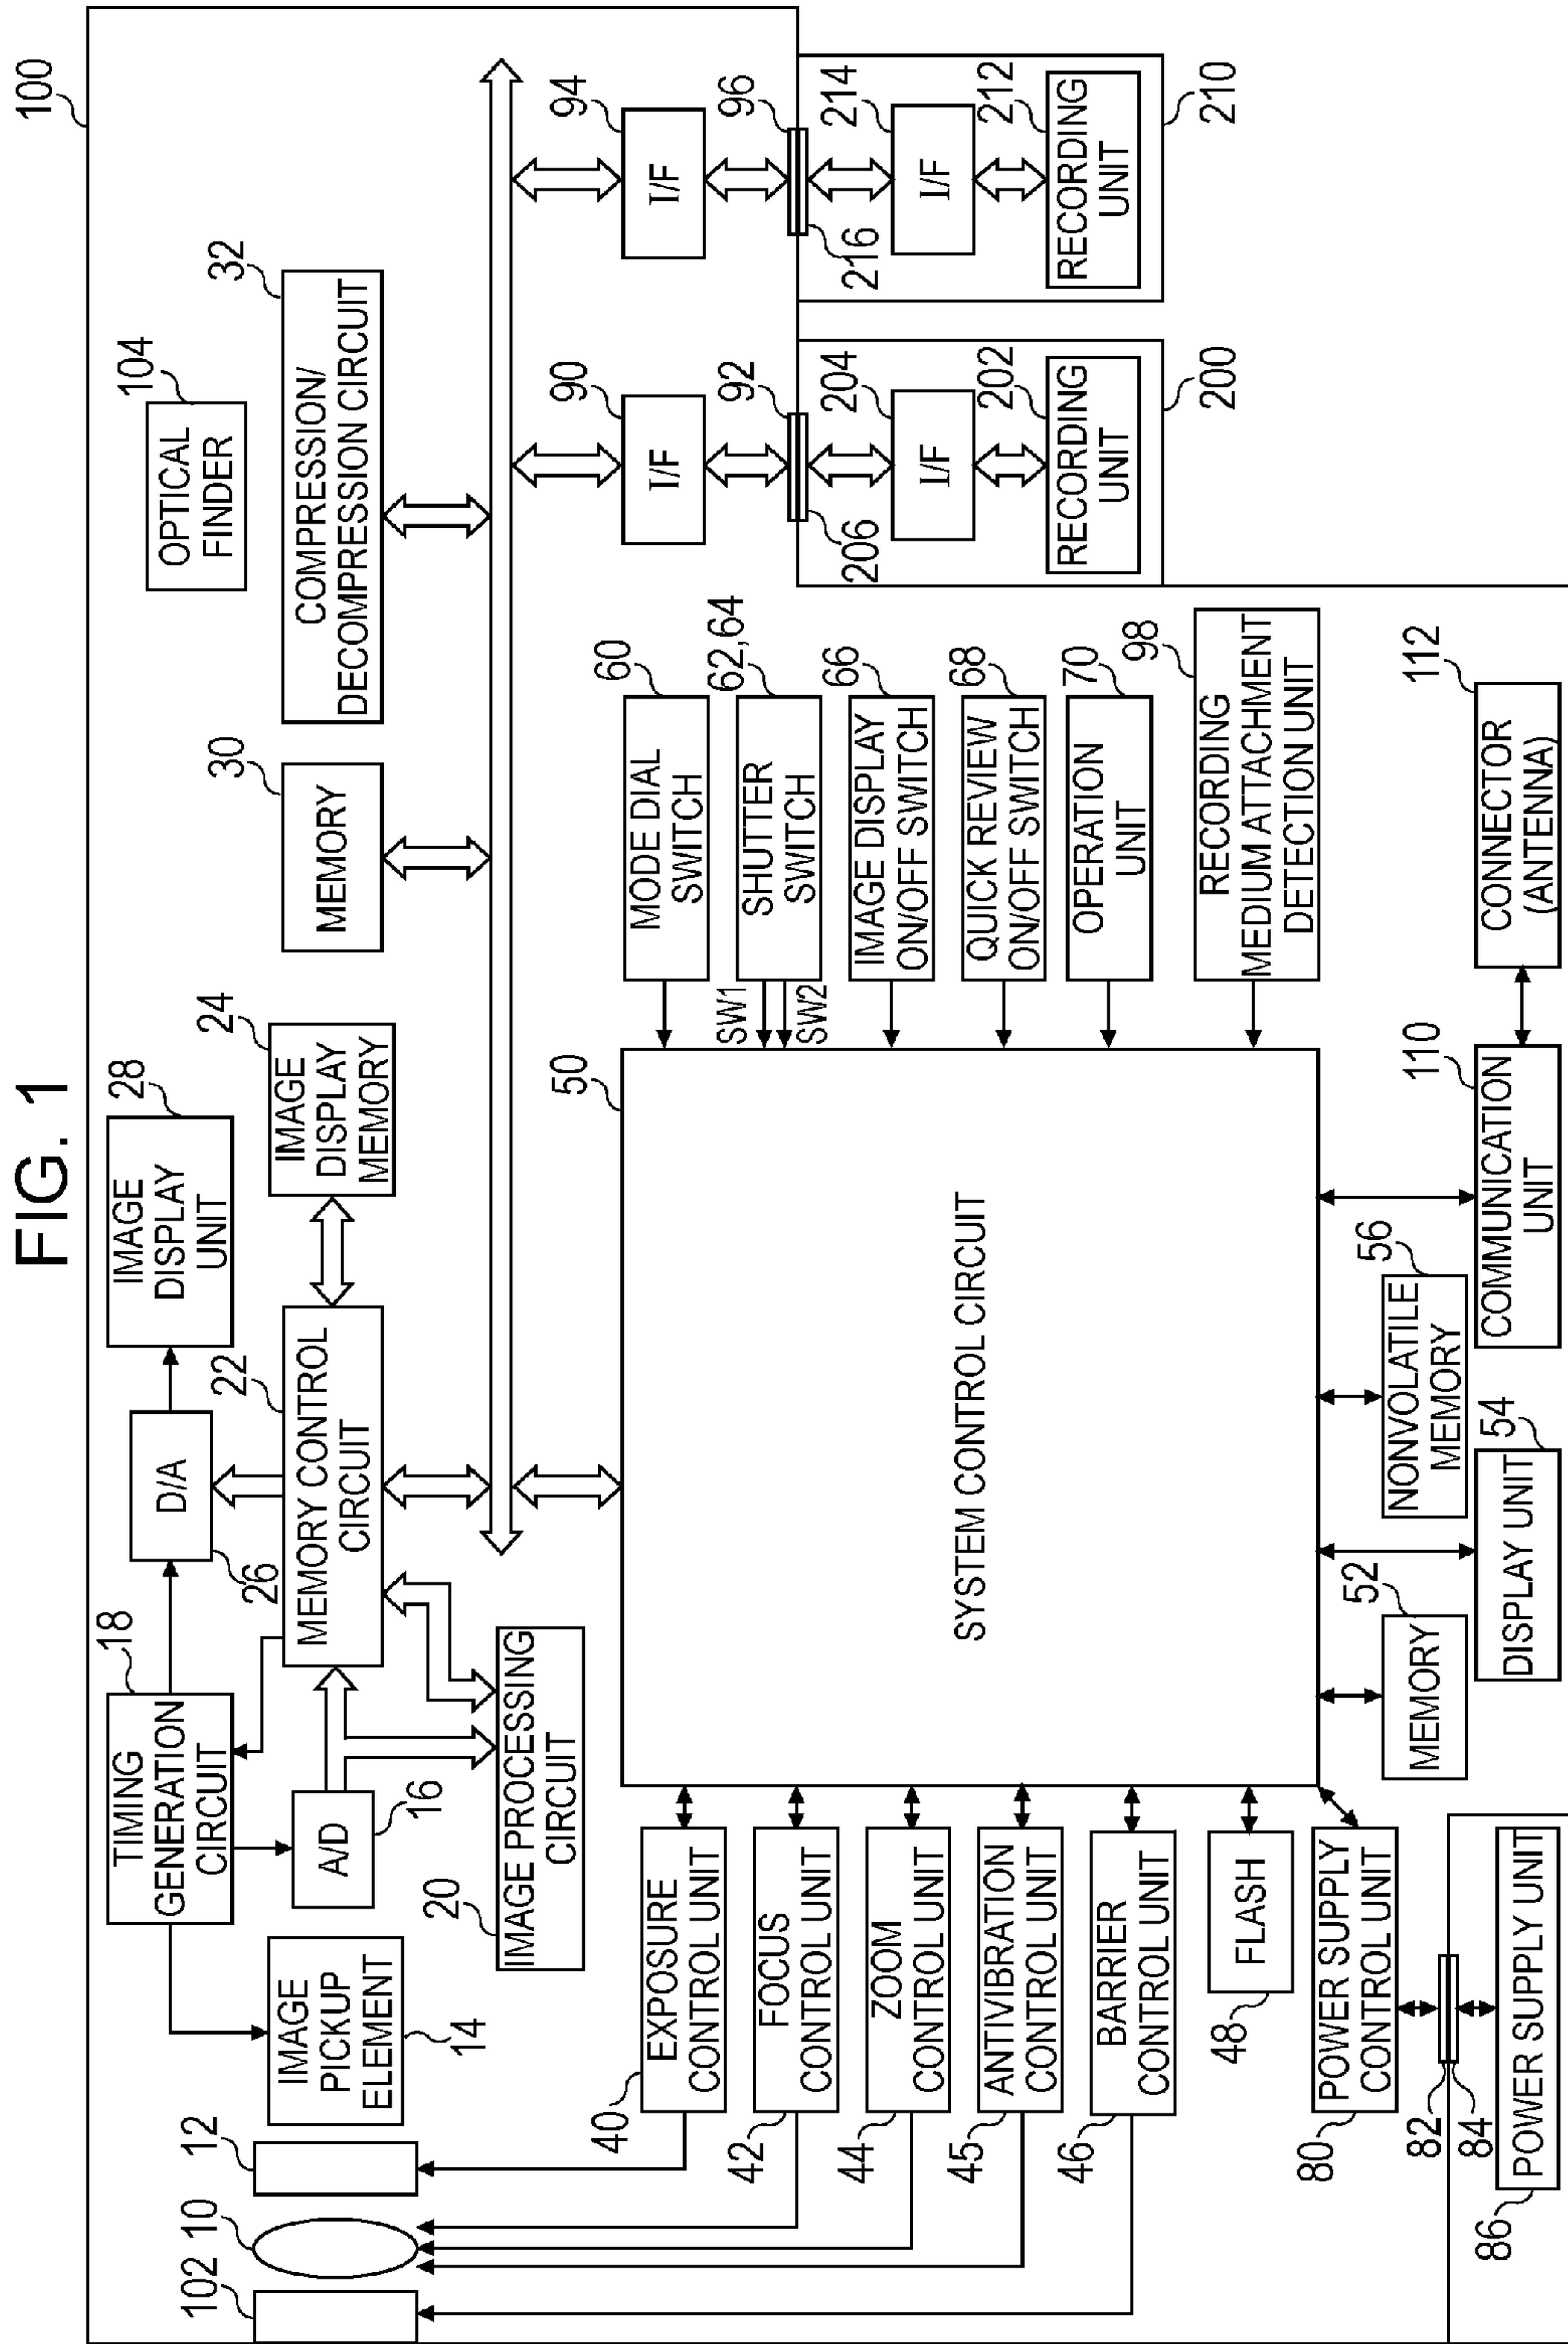 FIG. 1
100
102
10
12
IMAGE
PICKUP
ELEMENT
14
TIMING
GENERATION
CIRCUIT
18
A/D
16
D/A
26
IMAGE
DISPLAY
UNIT
28
MEMORY CONTROL
CIRCUIT
22
IMAGE
DISPLAY
MEMORY
24
IMAGE PROCESSING
CIRCUIT
20
MEMORY
30
OPTICAL
FINDER
104
COMPRESSION/
DECOMPRESSION CIRCUIT
32
EXPOSURE
CONTROL UNIT
40
FOCUS
CONTROL UNIT
42
ZOOM
CONTROL UNIT
44
ANTIVIBRATION
CONTROL UNIT
45
BARRIER
CONTROL UNIT
46
FLASH
48
POWER SUPPLY
CONTROL UNIT
80
82
84
POWER SUPPLY UNIT
86
SYSTEM CONTROL CIRCUIT
50
MEMORY
52
DISPLAY UNIT
54
NONVOLATILE
MEMORY
56
COMMUNICATION
UNIT
110
CONNECTOR
(ANTENNA)
112
MODE DIAL
SWITCH
60
SW1
SW2
SHUTTER
SWITCH
62,64
IMAGE DISPLAY
ON/OFF SWITCH
66
QUICK REVIEW
ON/OFF SWITCH
68
OPERATION
UNIT
70
RECORDING
MEDIUM ATTACHMENT
DETECTION UNIT
98
I/F
90
92
206
I/F
204
RECORDING
UNIT
202
200
I/F
94
96
216
I/F
214
RECORDING
UNIT
212
210